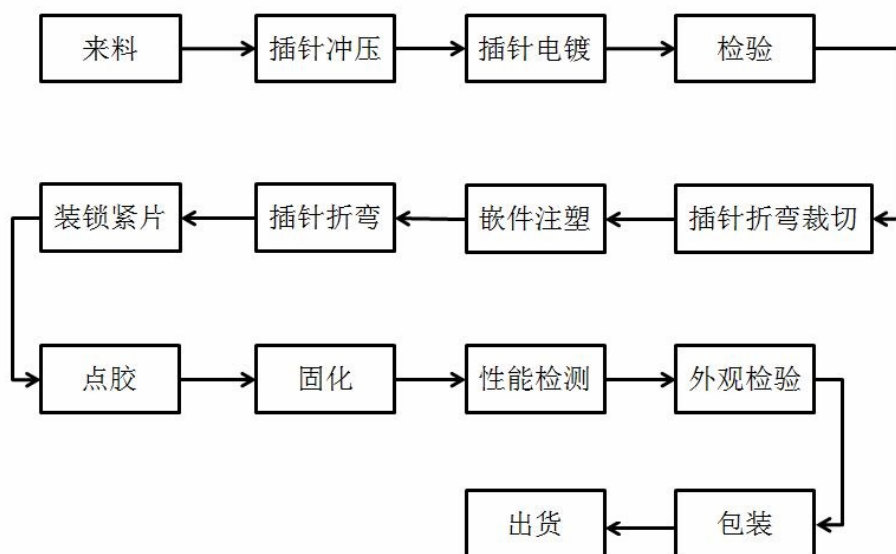 来料
插针冲压
插针电镀
检验
插针折弯裁切
嵌件注塑
插针折弯
装锁紧片
点胶
固化
性能检测
外观检验
包装
出货